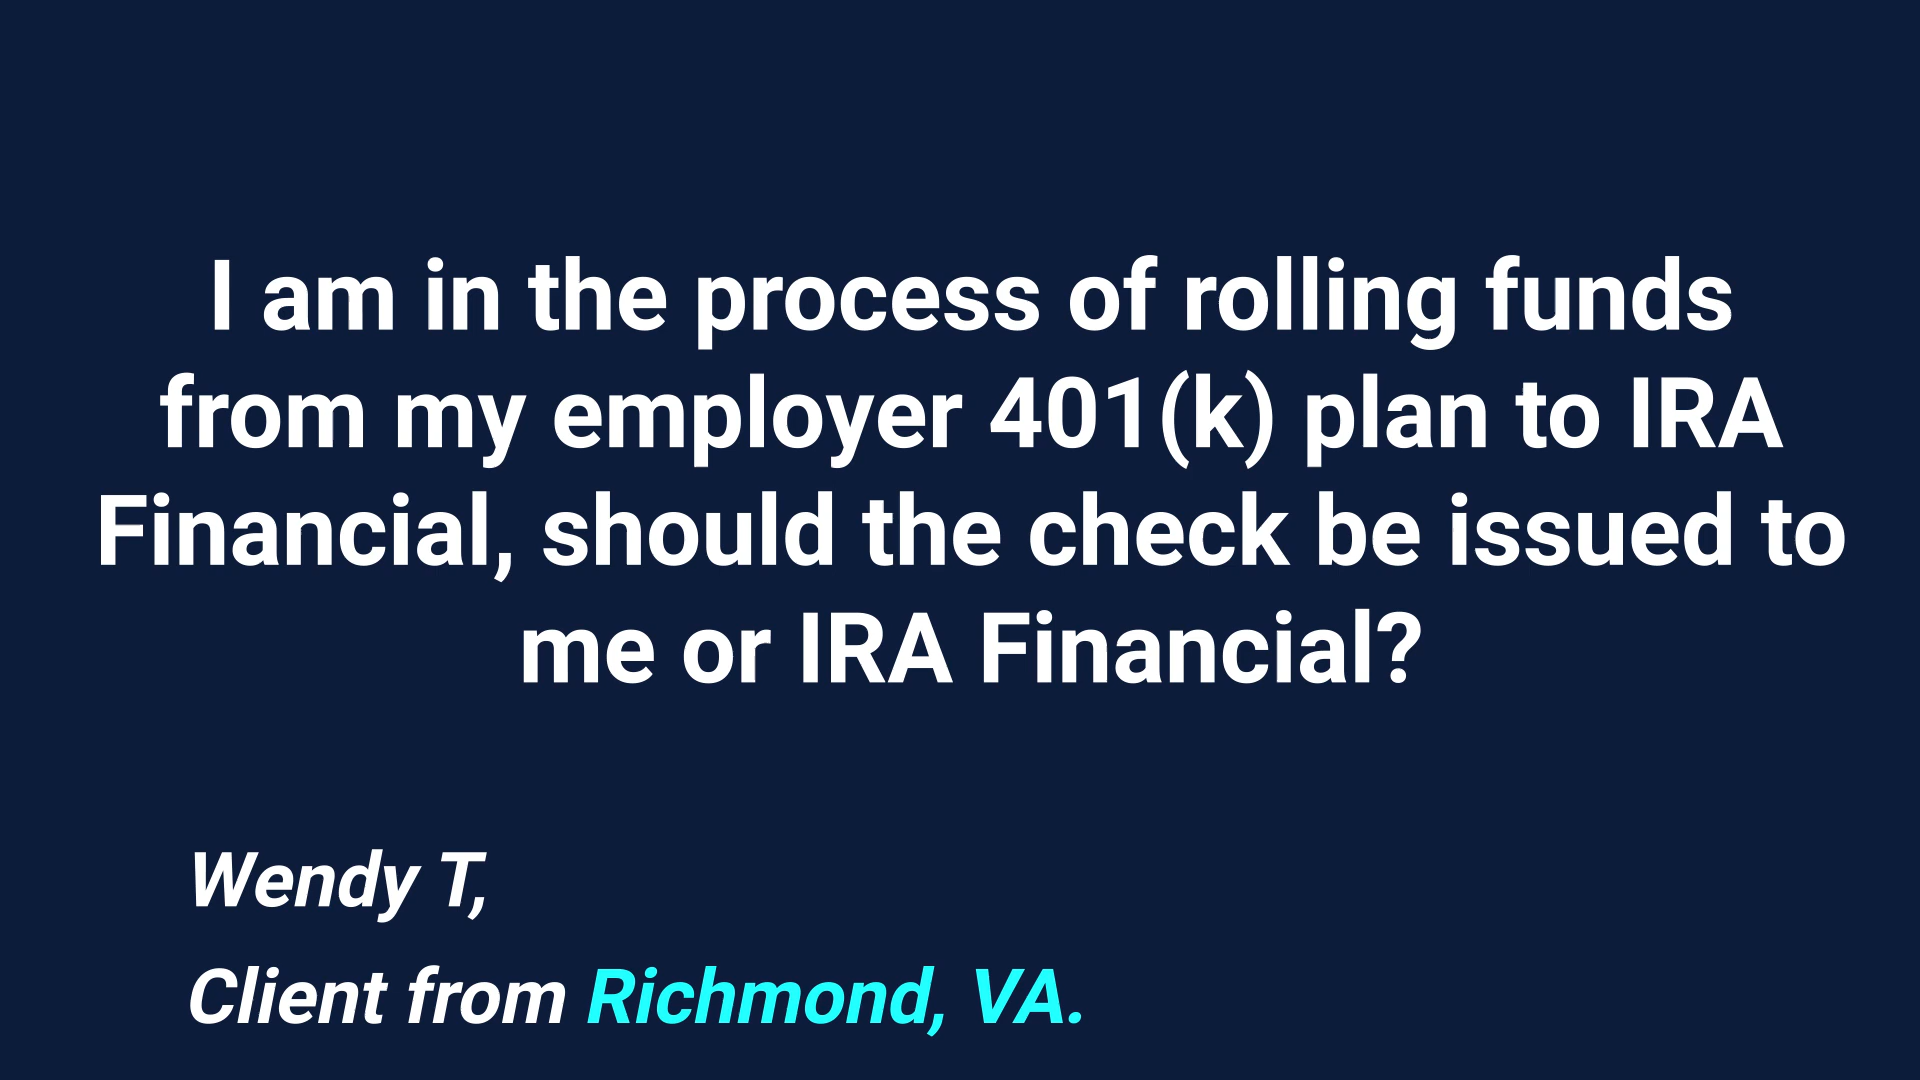 I am in the process of rolling funds
from my employer 401(k) plan to IRA
Financial, should the check be issued to
me or IRA Financial?
Wendy T,
Client from Richmond, VA.